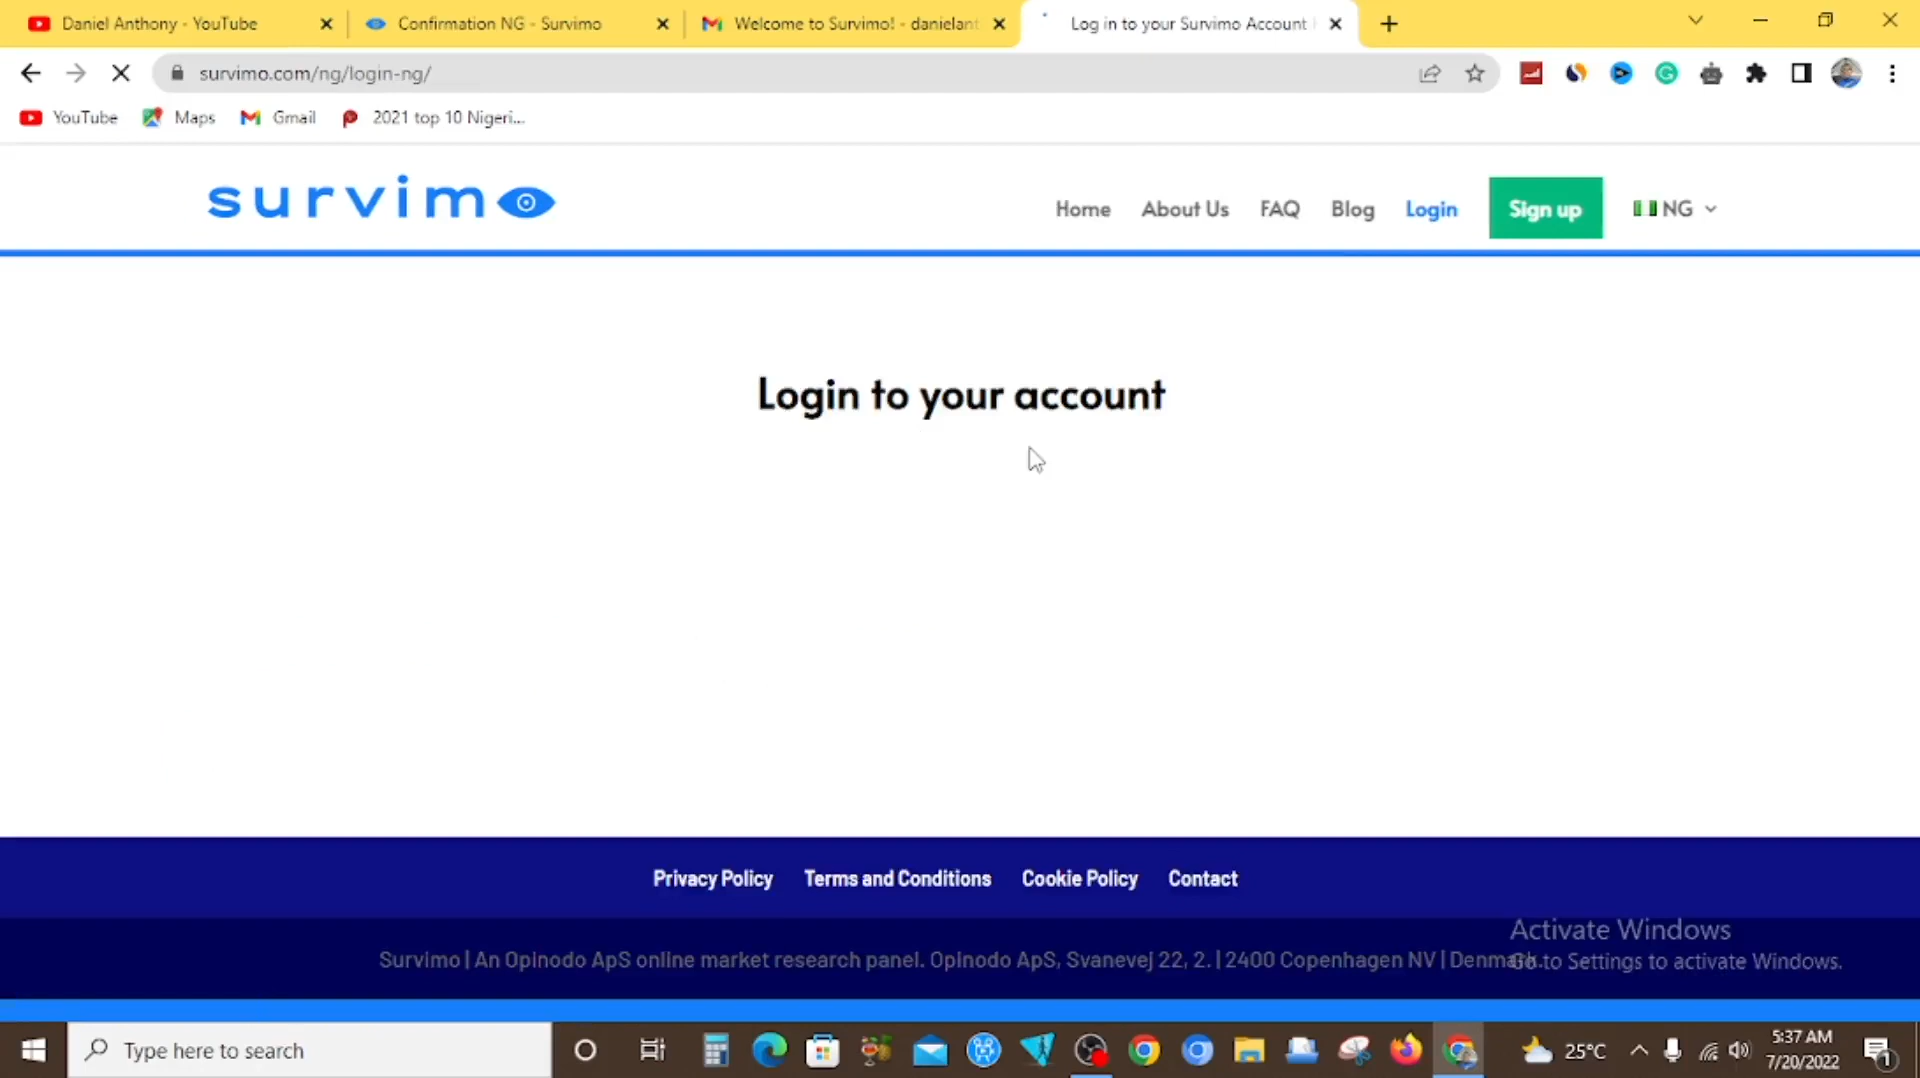 Daniel Anthony - YouTube
Confirmation NG - Survimo
Welcome to Survimo! - danielant
Log in to your Survimo Account
survimo.com/ng/login-ng/
YouTube
Maps
Gmail
2021 top 10 Nigeri...
survimo
Home
About Us
FAQ
Blog
Login
Sign up
NG
Login to your account
Privacy Policy
Terms and Conditions
Cookie Policy
Contact
Activate Windows
Survimo | An Opinodo ApS online market research panel. Opinodo ApS, Svanevej 22, 2. | 2400 Copenhagen NV | Denmark.
Go to Settings to activate Windows.
Type here to search
25°C
5:37 AM
7/20/2022
1